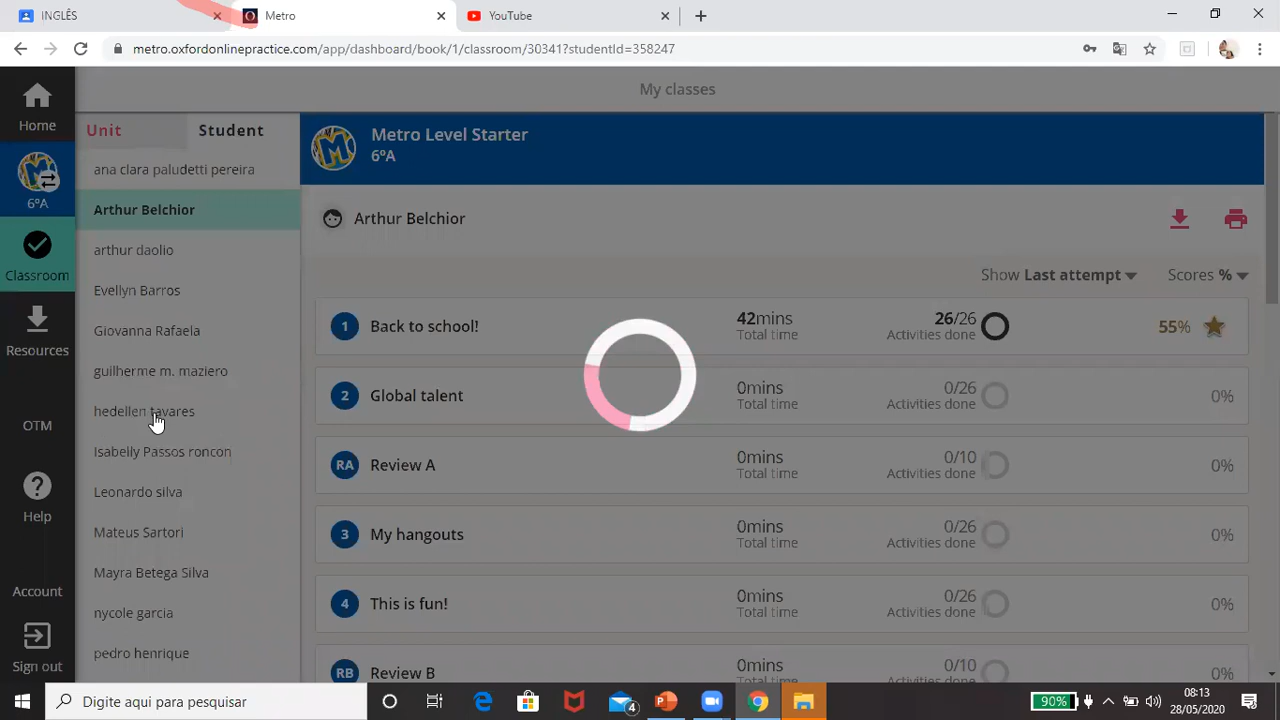 INGLÊS
Metro
YouTube
metro.oxfordonlinepractice.com/app/dashboard/book/1/classroom/30341?studentId=358247
My classes
Home
6ºA
Classroom
Resources
OTM
Help
Account
Sign out
Unit Student
ana clara paludetti pereira
Arthur Belchior
arthur daolio
Evellyn Barros
Giovanna Rafaela
guilherme m. maziero
hedellen tavares
Isabelly Passos roncon
Leonardo silva
Mateus Sartori
Mayra Betega Silva
nycole garcia
pedro henrique
Metro Level Starter
6ºA
Arthur Belchior
Show Last attempt Scores %
1 Back to school! 42mins 26/26 55%
Total time Activities done
2 Global talent 0mins 0/26 0%
Total time Activities done
RA Review A 0mins 0/10 0%
Total time Activities done
3 My hangouts 0mins 0/26 0%
Total time Activities done
4 This is fun! 0mins 0/26 0%
Total time Activities done
RB Review B 0mins 0/10 0%
Digite aqui para pesquisar
4
90%
08:13
28/05/2020